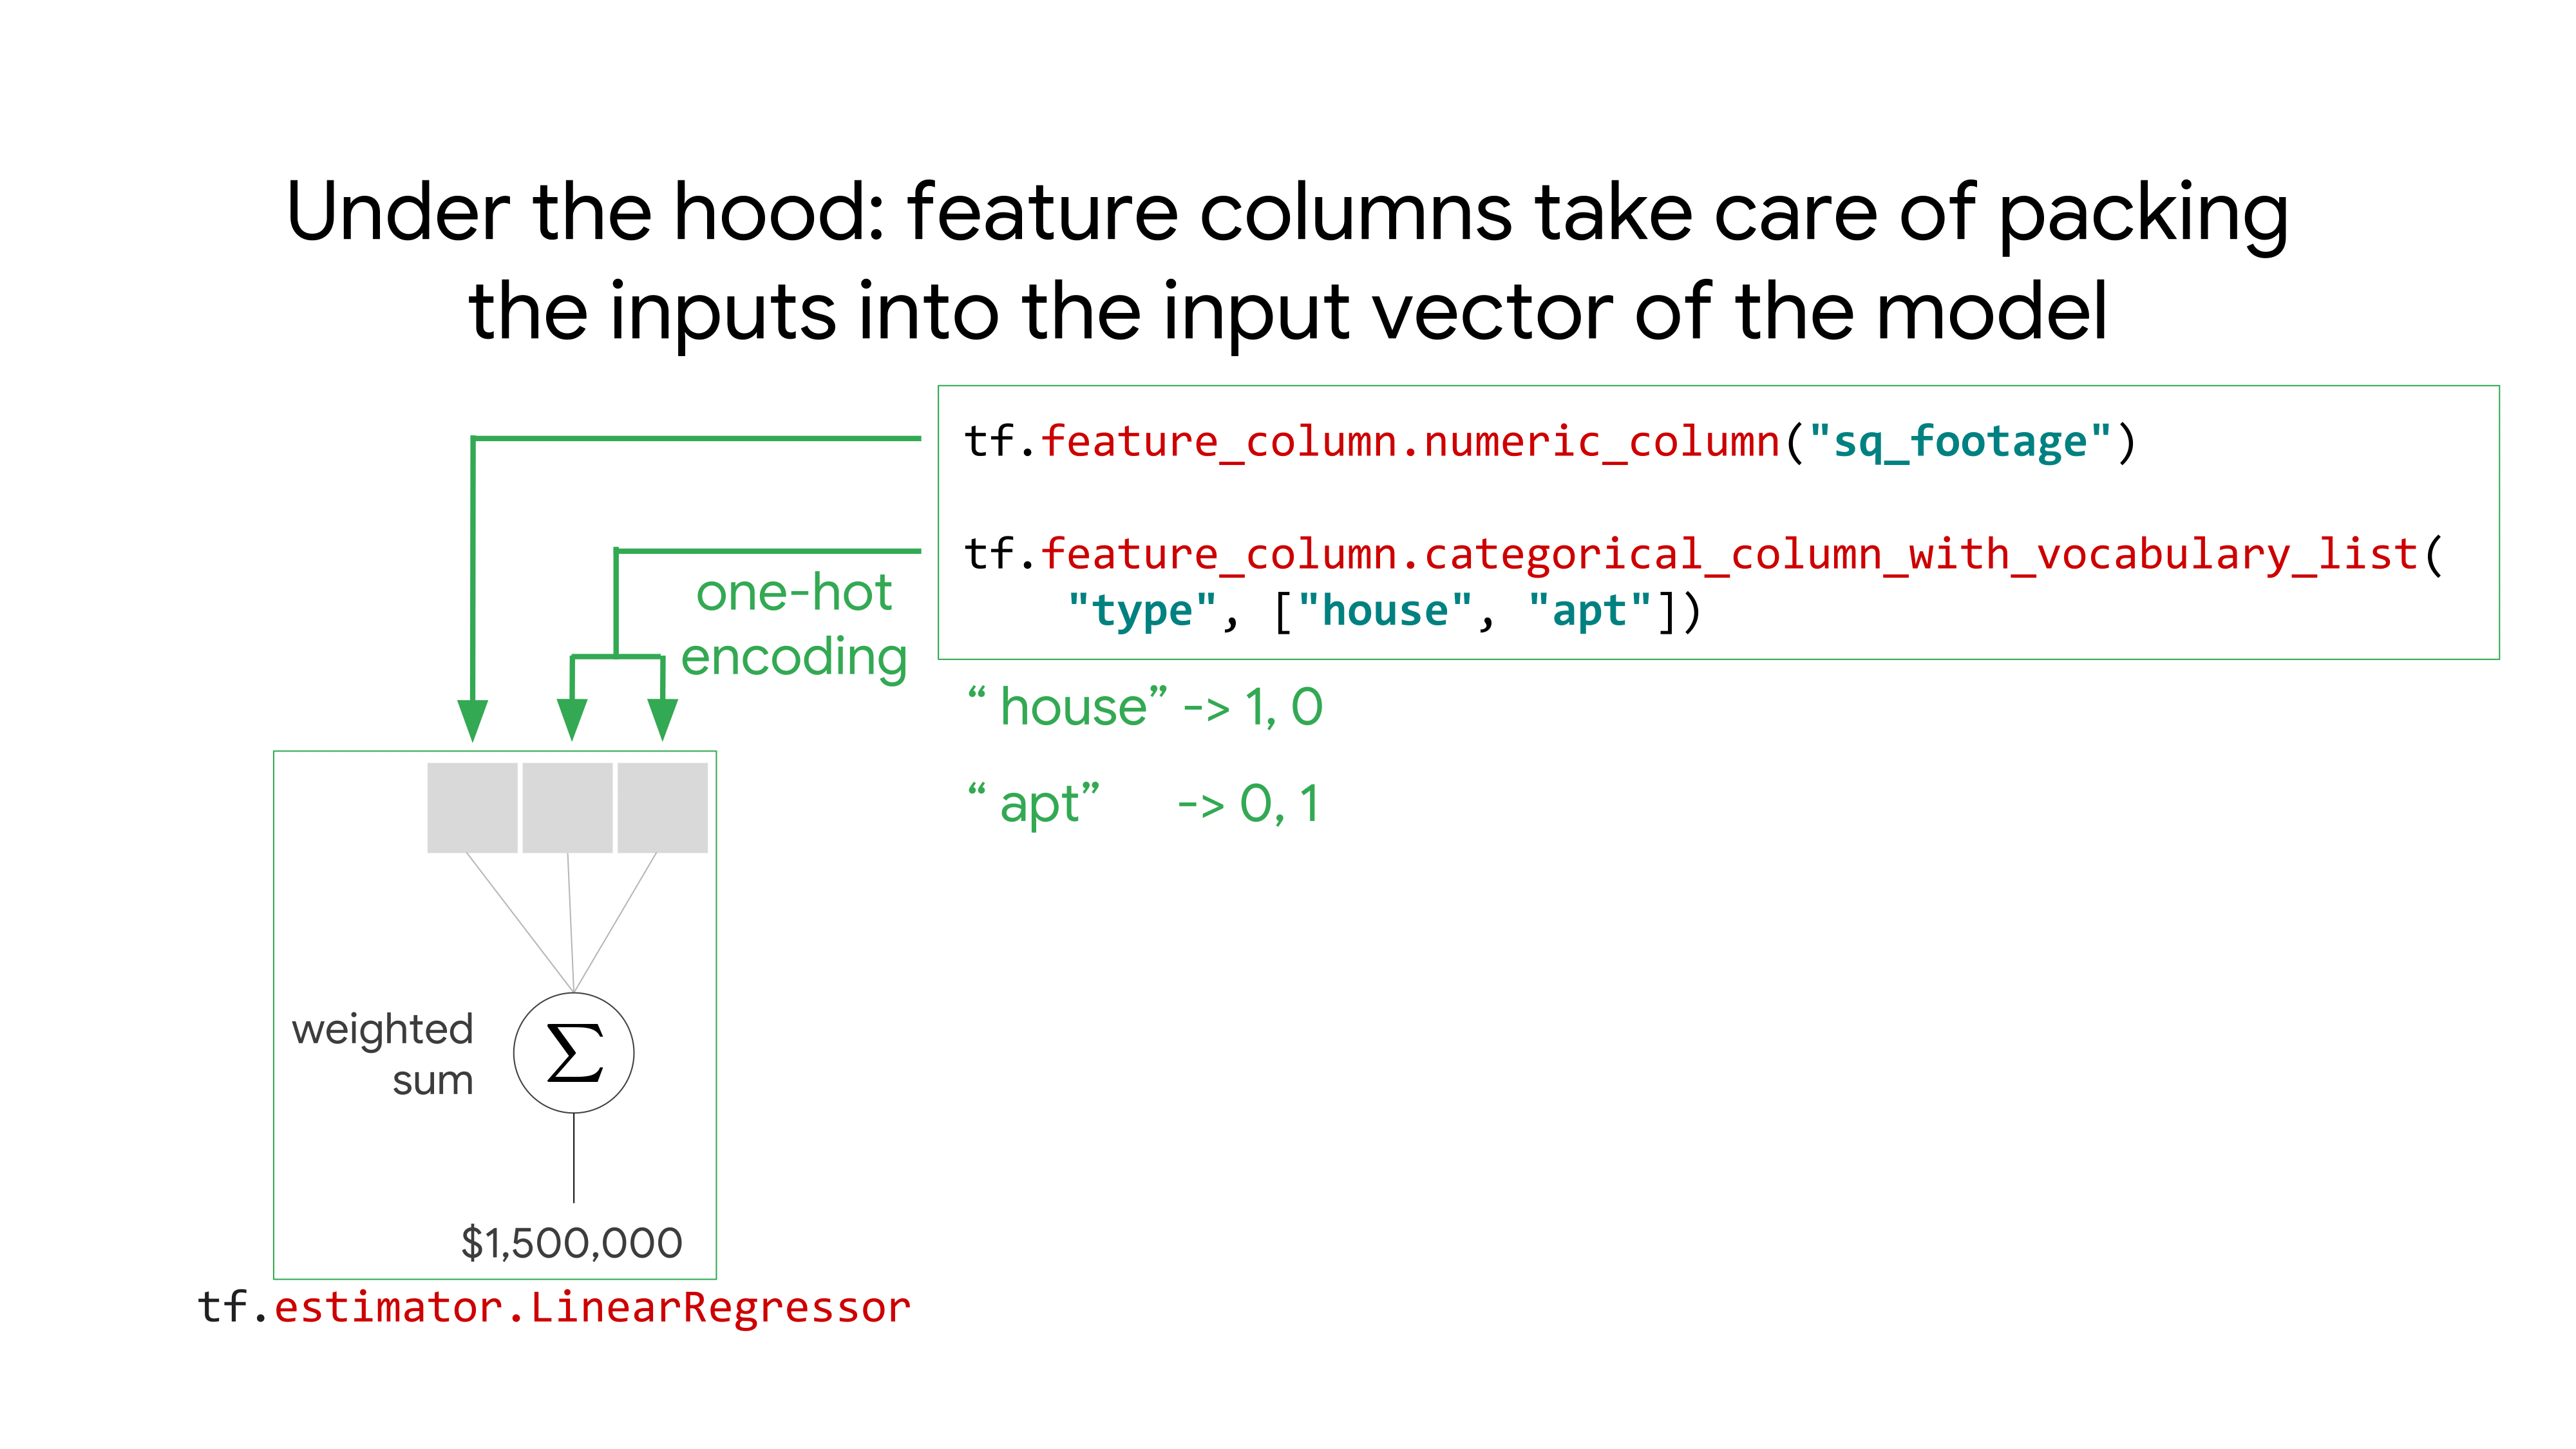 Under the hood: feature columns take care of packing
the inputs into the input vector of the model
tf.feature_column.numeric_column("sq_footage")
tf.feature_column.categorical_column_with_vocabulary_list(
"type", ["house", "apt"])
one-hot
encoding
“ house” -> 1, 0
“ apt” -> 0, 1
weighted
sum
Σ
$1,500,000
tf.estimator.LinearRegressor